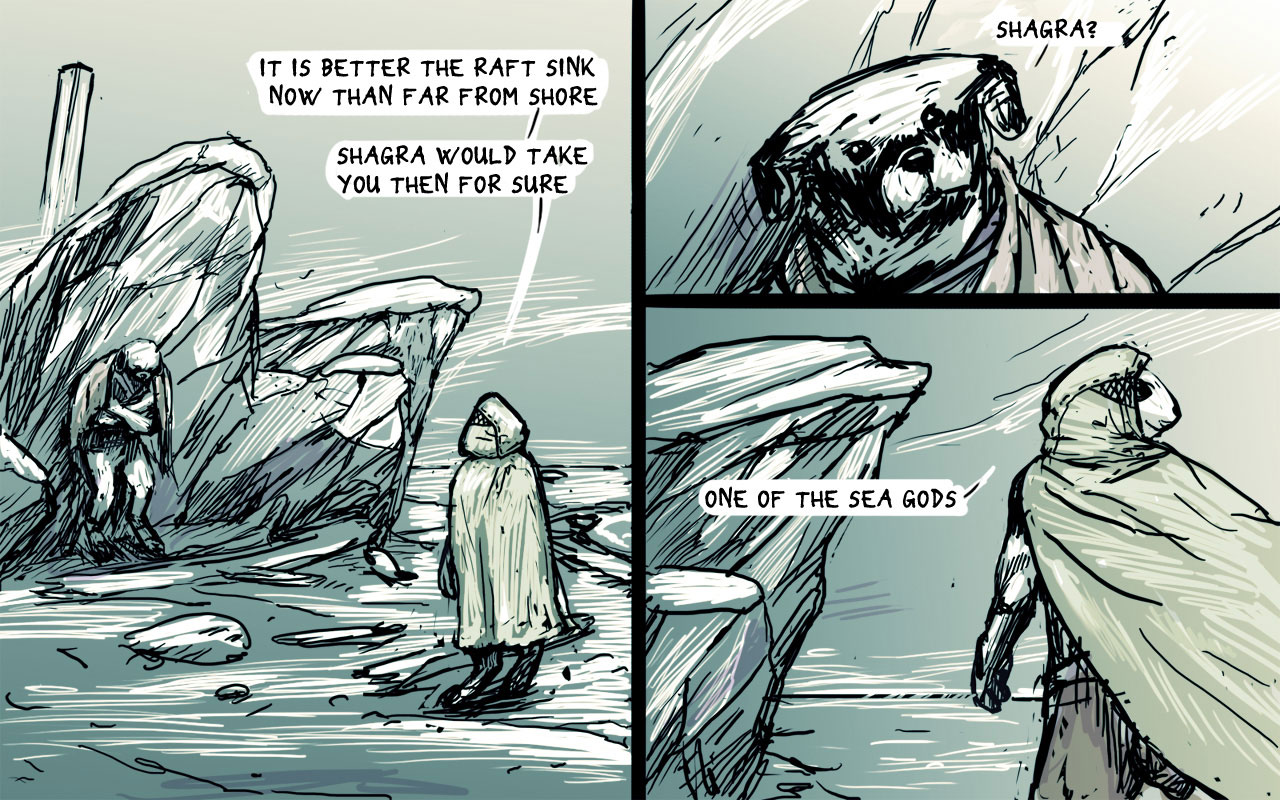 IT IS BETTER THE RAFT SINK
NOW THAN FAR FROM SHORE
SHAGRA WOULD TAKE
YOU THEN FOR SURE
SHAGRA?
ONE OF THE SEA GODS